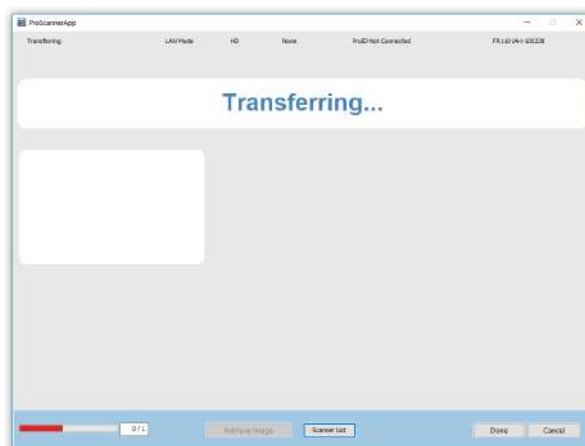 ProScannerApp
Transferring LAN Mode HD None ProID Not Connected
Transferring...
0 / 1 Retrieve Image Scanner List Done Cancel